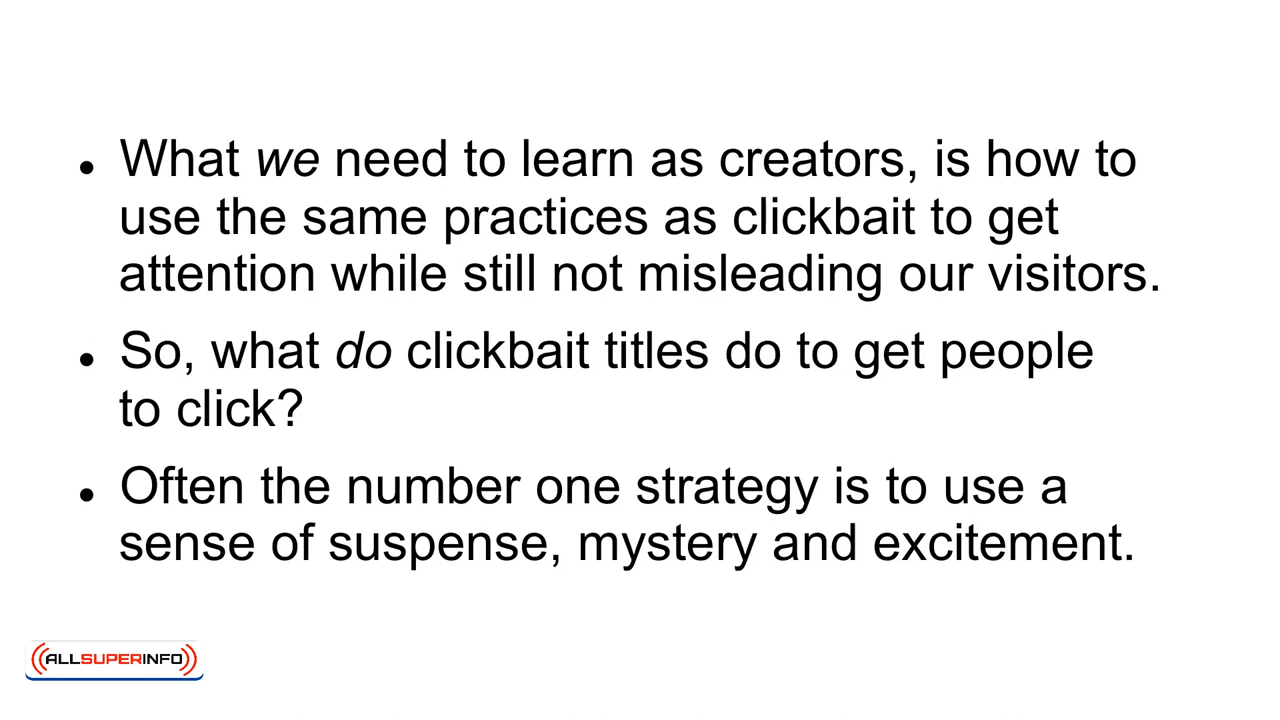 • What we need to learn as creators, is how to
use the same practices as clickbait to get
attention while still not misleading our visitors.
• So, what do clickbait titles do to get people
to click?
• Often the number one strategy is to use a
sense of suspense, mystery and excitement.
ALLSUPERINFO